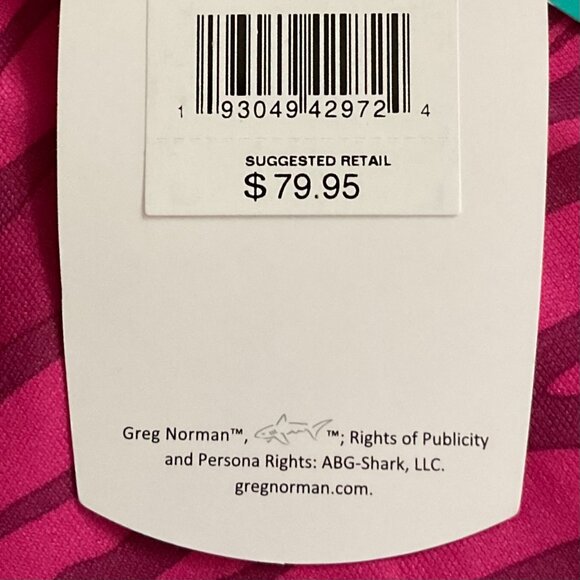 1 93049 42972 4
SUGGESTED RETAIL
$79.95
Greg Norman™, ™; Rights of Publicity
and Persona Rights: ABG-Shark, LLC.
gregnorman.com.